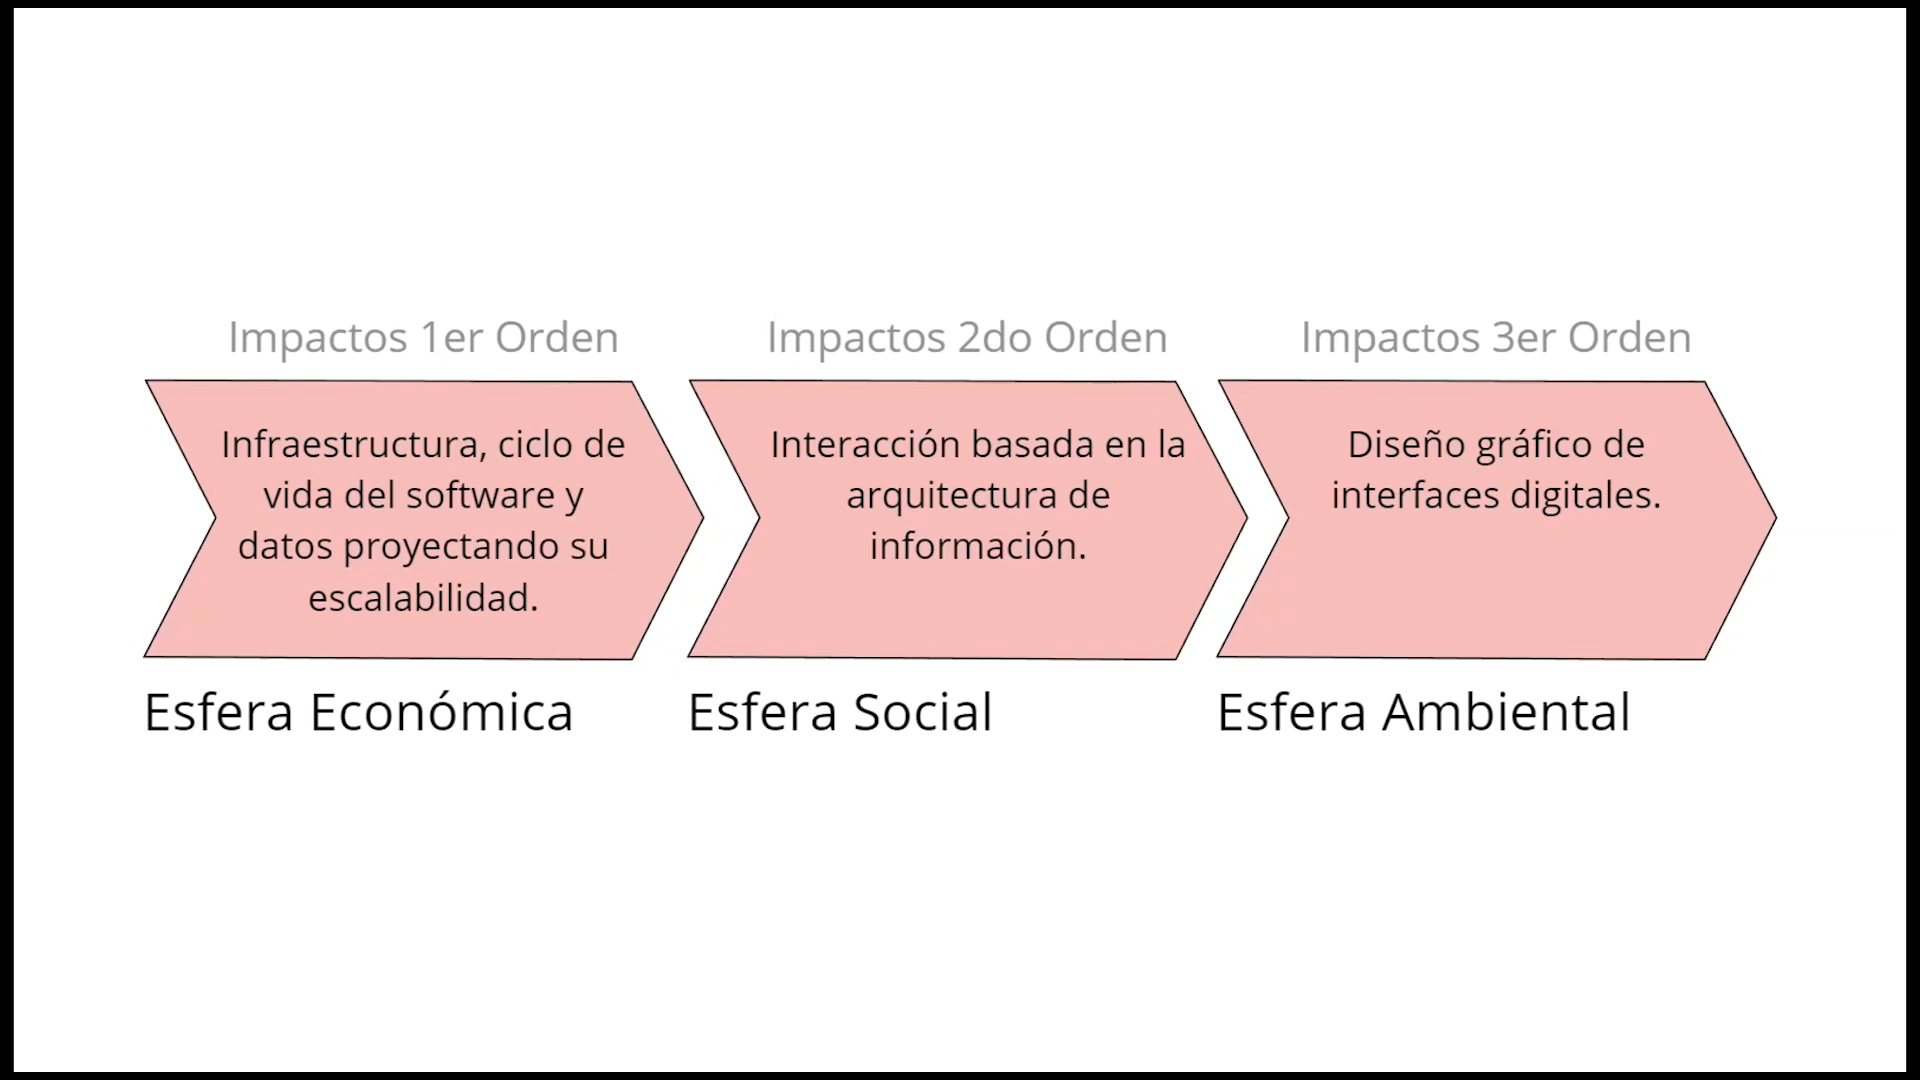 Impactos 1er Orden
Infraestructura, ciclo de
vida del software y
datos proyectando su
escalabilidad.
Esfera Económica
Impactos 2do Orden
Interacción basada en la
arquitectura de
información.
Esfera Social
Impactos 3er Orden
Diseño gráfico de
interfaces digitales.
Esfera Ambiental